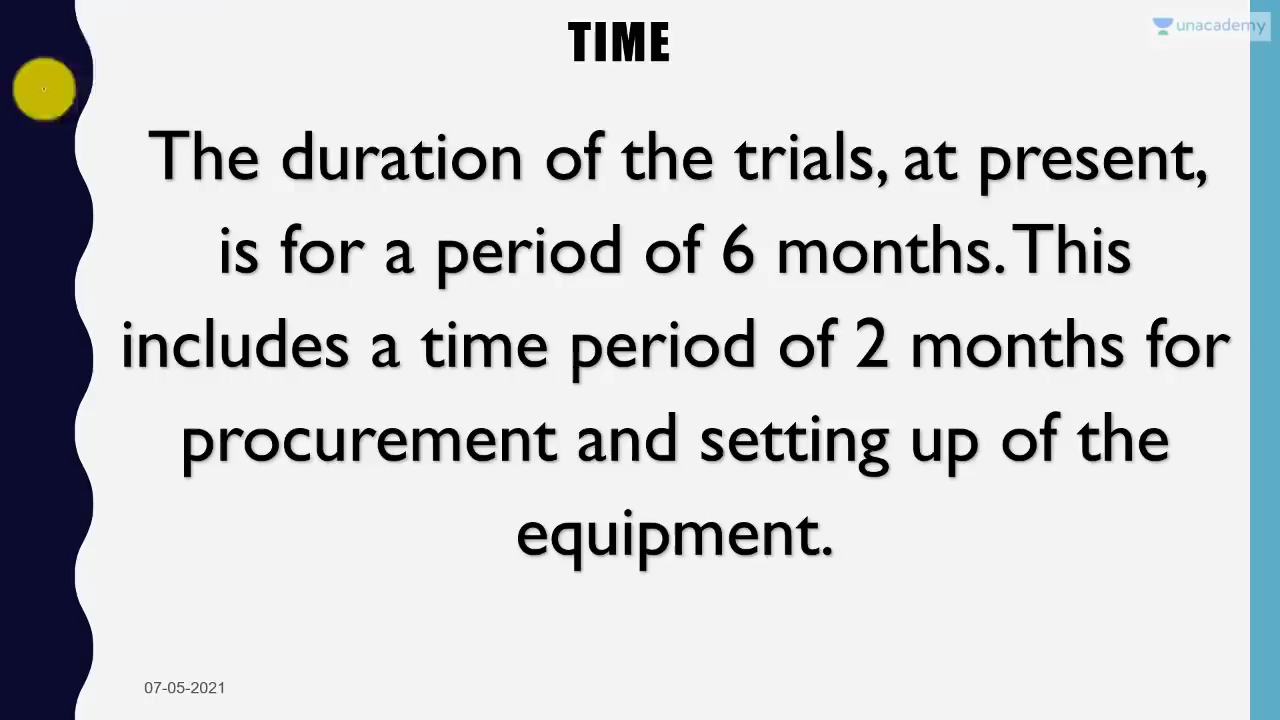 TIME
unacademy
The duration of the trials, at present,
is for a period of 6 months. This
includes a time period of 2 months for
procurement and setting up of the
equipment.
07-05-2021